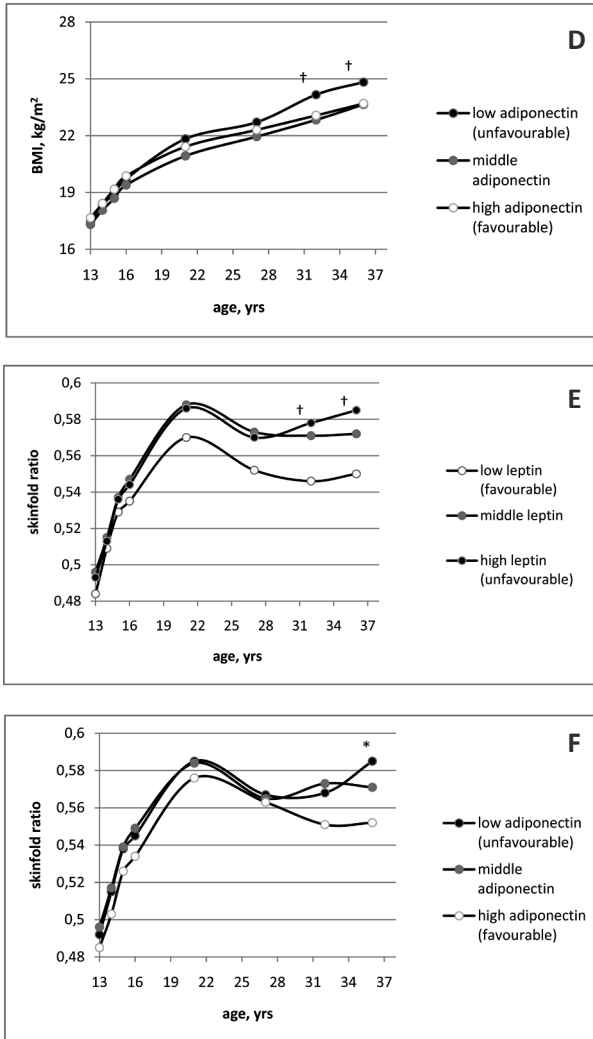 D
28
25
22
19
16
BMI, kg/m²
† †
13 16 19 22 25 28 31 34 37
age, yrs
low adiponectin
(unfavourable)
middle
adiponectin
high adiponectin
(favourable)
E
0,6
0,58
0,56
0,54
0,52
0,5
0,48
skinfold ratio
† †
13 16 19 22 25 28 31 34 37
age, yrs
low leptin
(favourable)
middle leptin
high leptin
(unfavourable)
F
0,6
0,58
0,56
0,54
0,52
0,5
0,48
skinfold ratio
*
13 16 19 22 25 28 31 34 37
age, yrs
low adiponectin
(unfavourable)
middle
adiponectin
high adiponectin
(favourable)